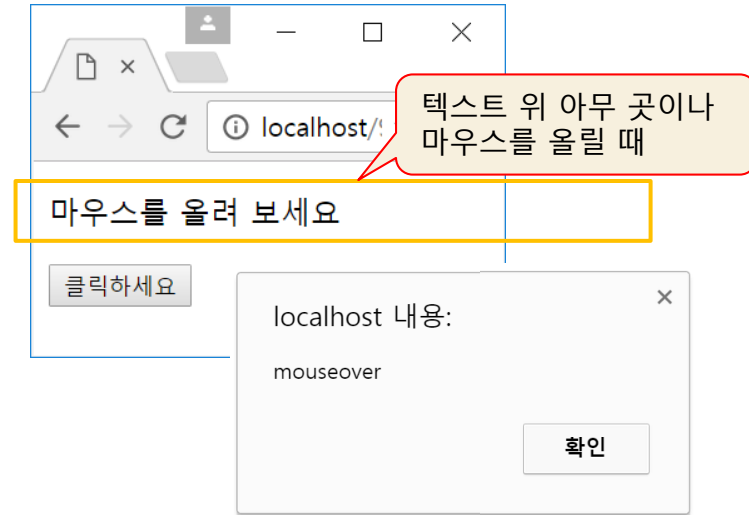 localhost/
텍스트 위 아무 곳이나
마우스를 올릴 때
마우스를 올려 보세요
클릭하세요
localhost 내용:
mouseover
확인